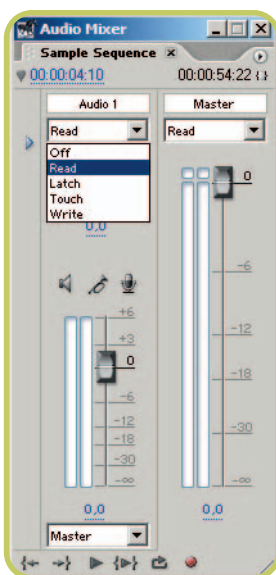 Audio Mixer
Sample Sequence
00:00:04:10 00:00:54:22
Audio 1 Master
Read Read
Off
Read
Latch
Touch
Write
0,0
0
-6
-12
-18
-30
-∞
+6
+3
0
-6
-12
-18
-30
-∞
0,0 0,0
Master